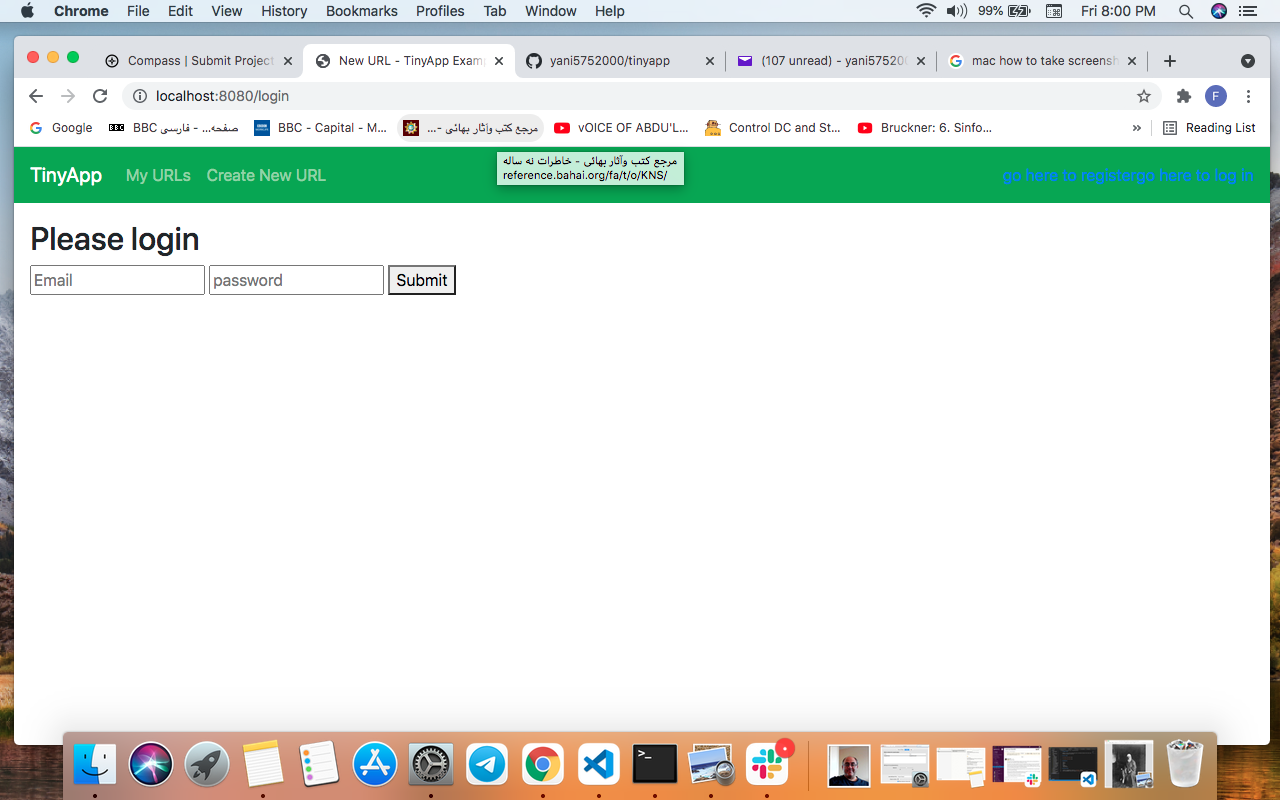 Chrome File Edit View History Bookmarks Profiles Tab Window Help 99% Fri 8:00 PM
Compass | Submit Project New URL - TinyApp Exam yani5752000/tinyapp (107 unread) - yani57520 mac how to take screensh
localhost:8080/login F
Google BBC صفحه... - فارسی BBC BBC - Capital - M... مرجع کتب وآثار بهائی -... vOICE OF ABDU'L... Control DC and St... Bruckner: 6. Sinfo... » Reading List
مرجع کتب وآثار بهائی - خاطرات نه ساله
reference.bahai.org/fa/t/o/KNS/
TinyApp My URLs Create New URL go here to registergo here to log in
Please login
Email password Submit